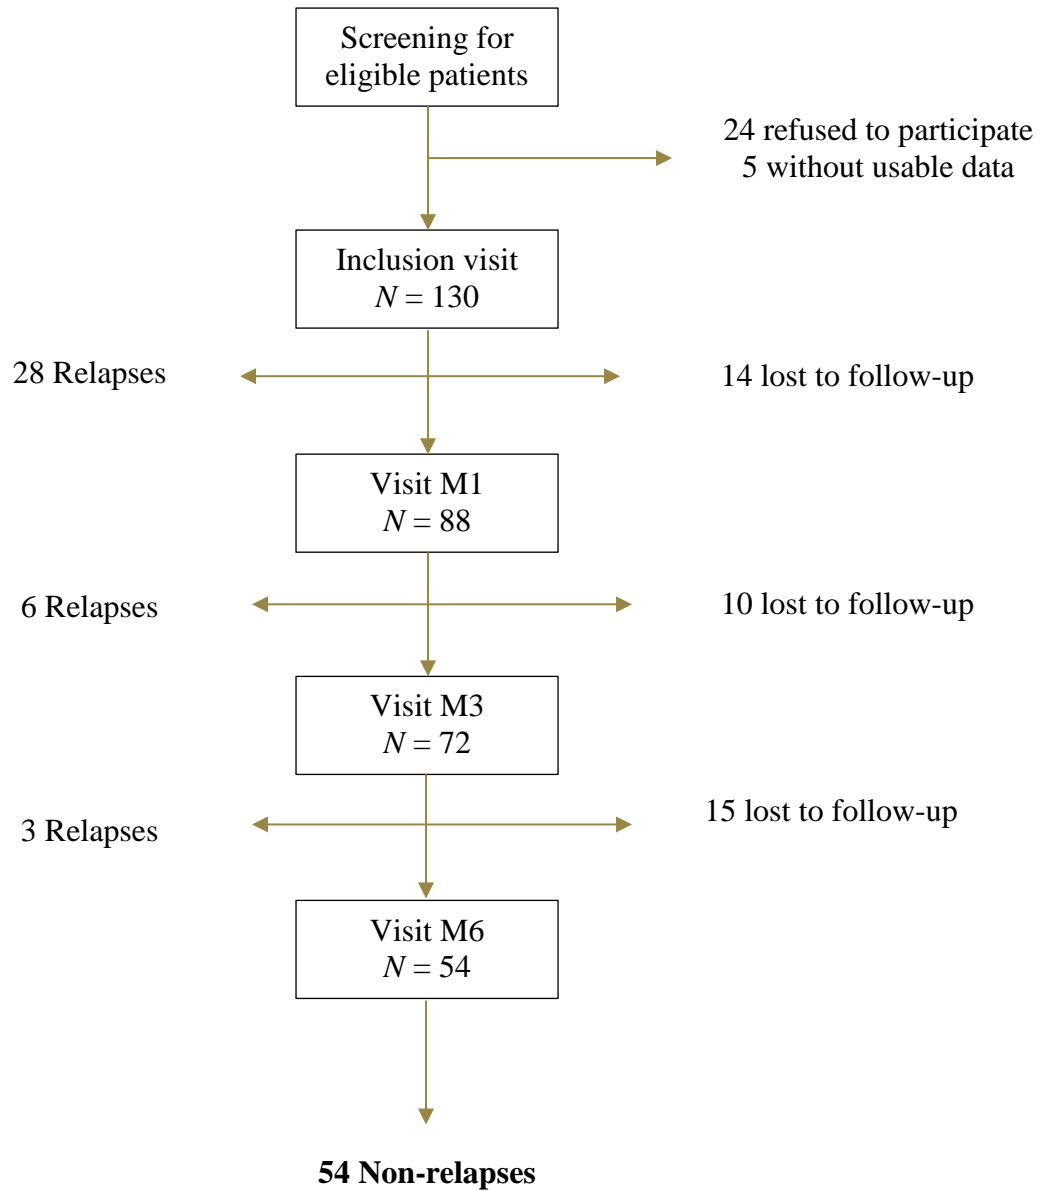 Screening for
eligible patients
24 refused to participate
5 without usable data
Inclusion visit
N = 130
28 Relapses
14 lost to follow-up
Visit M1
N = 88
6 Relapses
10 lost to follow-up
Visit M3
N = 72
3 Relapses
15 lost to follow-up
Visit M6
N = 54
54 Non-relapses